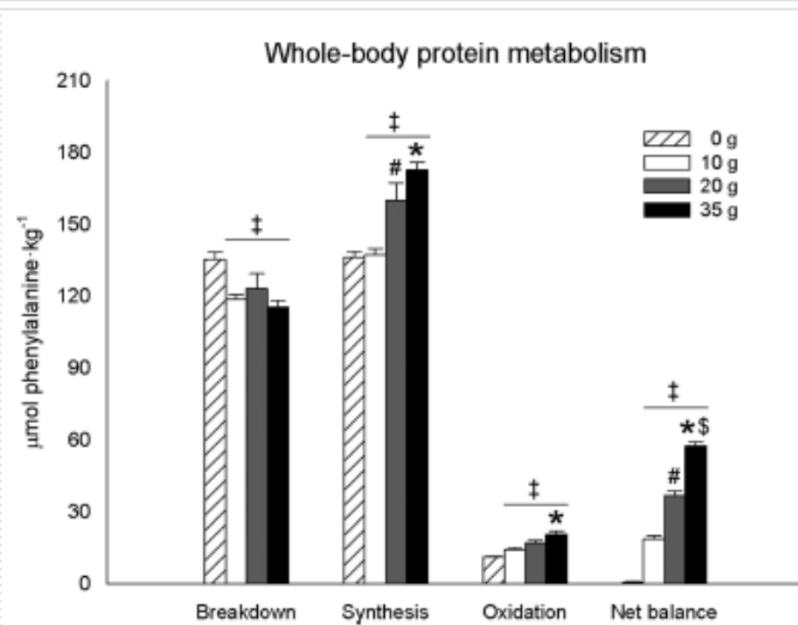 Whole-body protein metabolism
µmol phenylalanine·kg-1
210
180
150
120
90
60
30
0
‡
‡
#
*
‡
*
‡
#
*$
0 g
10 g
20 g
35 g
Breakdown Synthesis Oxidation Net balance